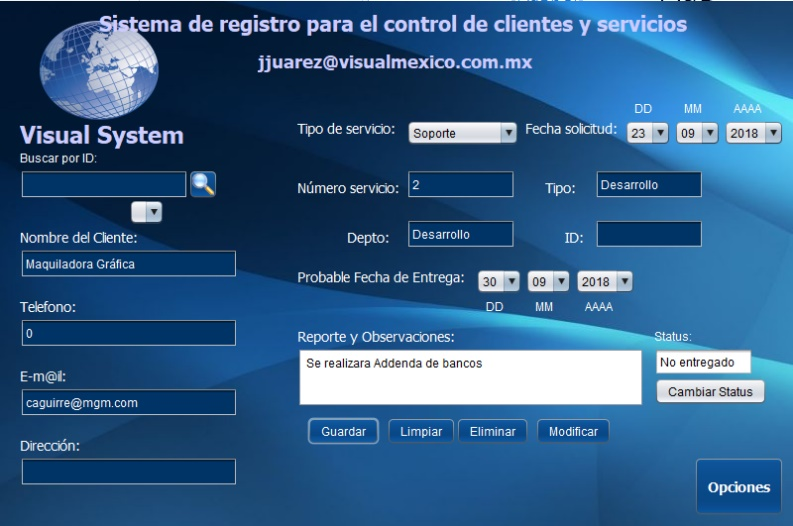 Sistema de registro para el control de clientes y servicios
jjuarez@visualmexico.com.mx
Visual System
Buscar por ID:
Nombre del Cliente:
Maquiladora Gráfica
Telefono:
0
E-m@il:
caguirre@mgm.com
Dirección:
DD MM AAAA
Tipo de servicio: Soporte Fecha solicitud: 23 09 2018
Número servicio: 2 Tipo: Desarrollo
Depto: Desarrollo ID:
Probable Fecha de Entrega: 30 09 2018
DD MM AAAA
Reporte y Observaciones: Status:
Se realizara Addenda de bancos No entregado
Cambiar Status
Guardar Limpiar Eliminar Modificar
Opciones